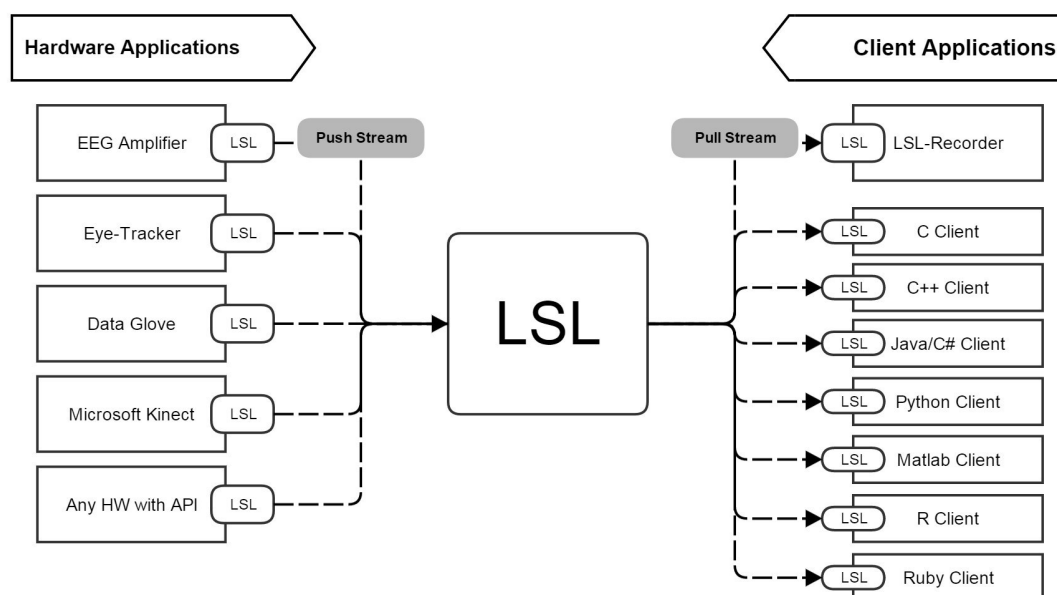 Hardware Applications
Client Applications
EEG Amplifier
LSL
Push Stream
Pull Stream
LSL
LSL-Recorder
Eye-Tracker
LSL
LSL
C Client
LSL
C++ Client
Data Glove
LSL
LSL
LSL
Java/C# Client
Microsoft Kinect
LSL
LSL
Python Client
LSL
Matlab Client
Any HW with API
LSL
LSL
R Client
LSL
Ruby Client